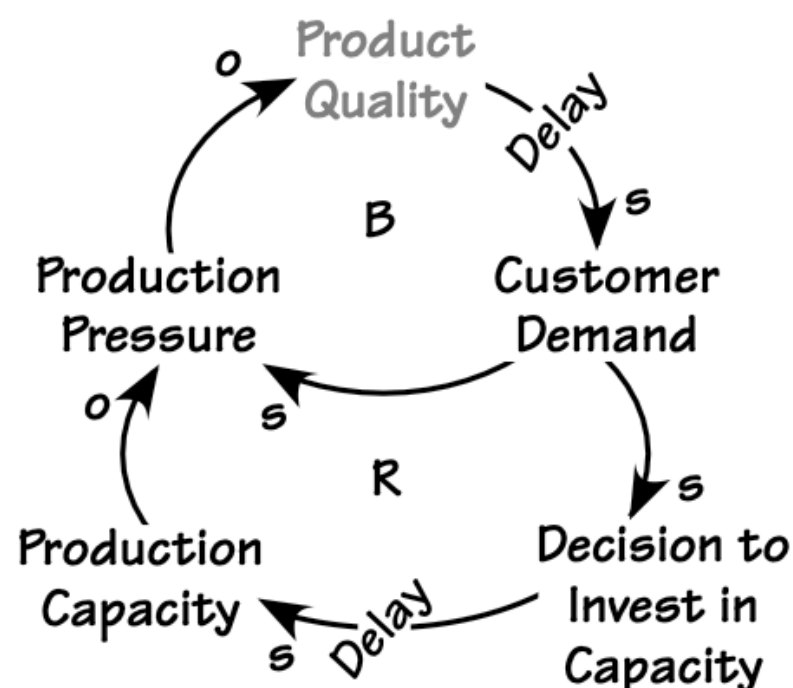 Product
Quality
o
Delay
s
B
Production
Pressure
Customer
Demand
o
s
R
s
Production
Capacity
Decision to
Invest in
Capacity
Delay
s